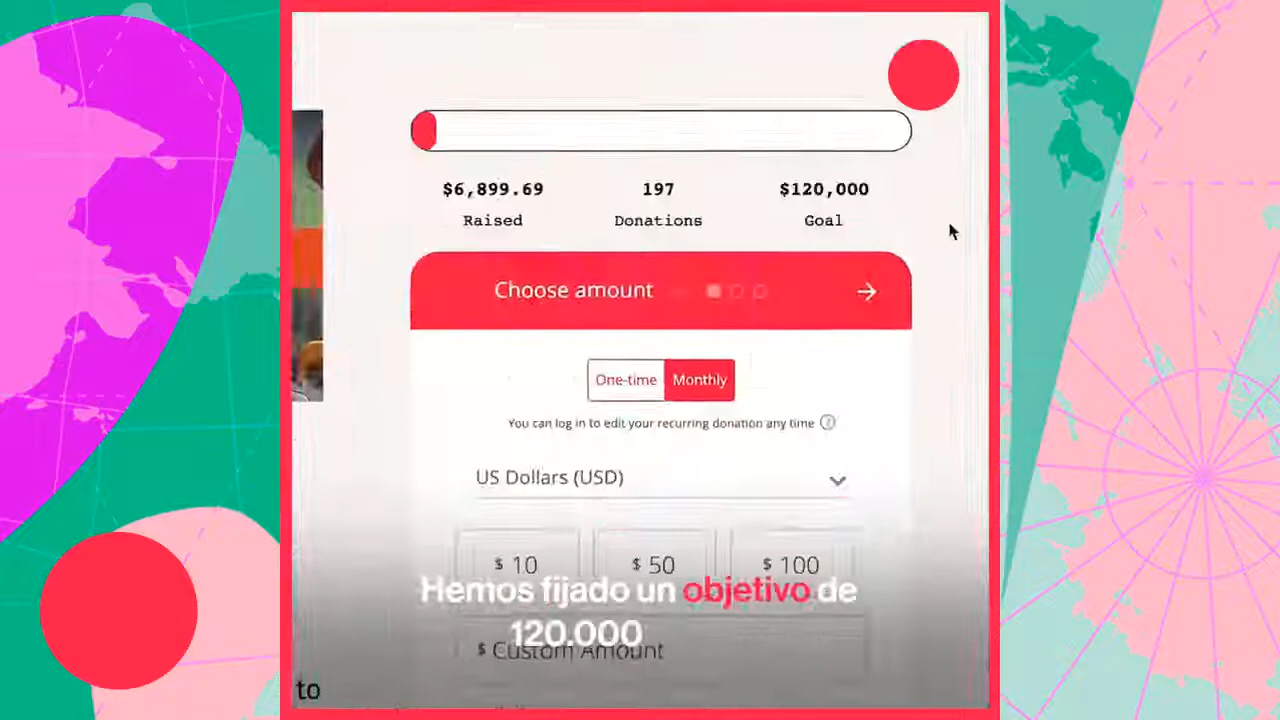 $6,899.69 197 $120,000
Raised Donations Goal
Choose amount
One-time Monthly
You can log in to edit your recurring donation any time
US Dollars (USD)
$ 10 $ 50 $ 100
Hemos fijado un objetivo de
120.000
$ Custom Amount
to